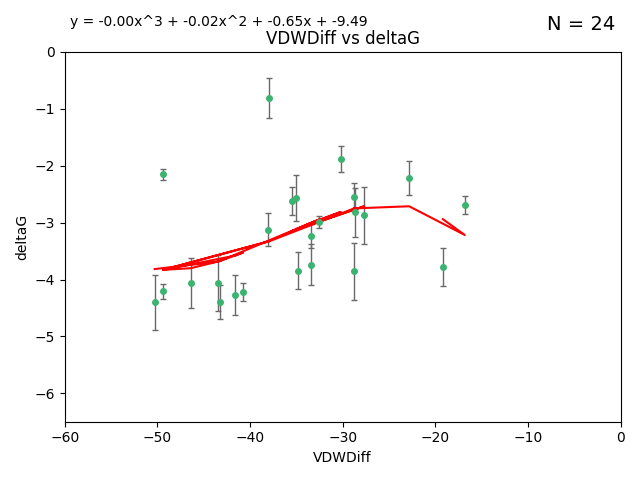 y = -0.00x^3 + -0.02x^2 + -0.65x + -9.49
N = 24
VDWDiff vs deltaG
0
−1
−2
−3
−4
−5
−6
deltaG
−60 −50 −40 −30 −20 −10 0
VDWDiff